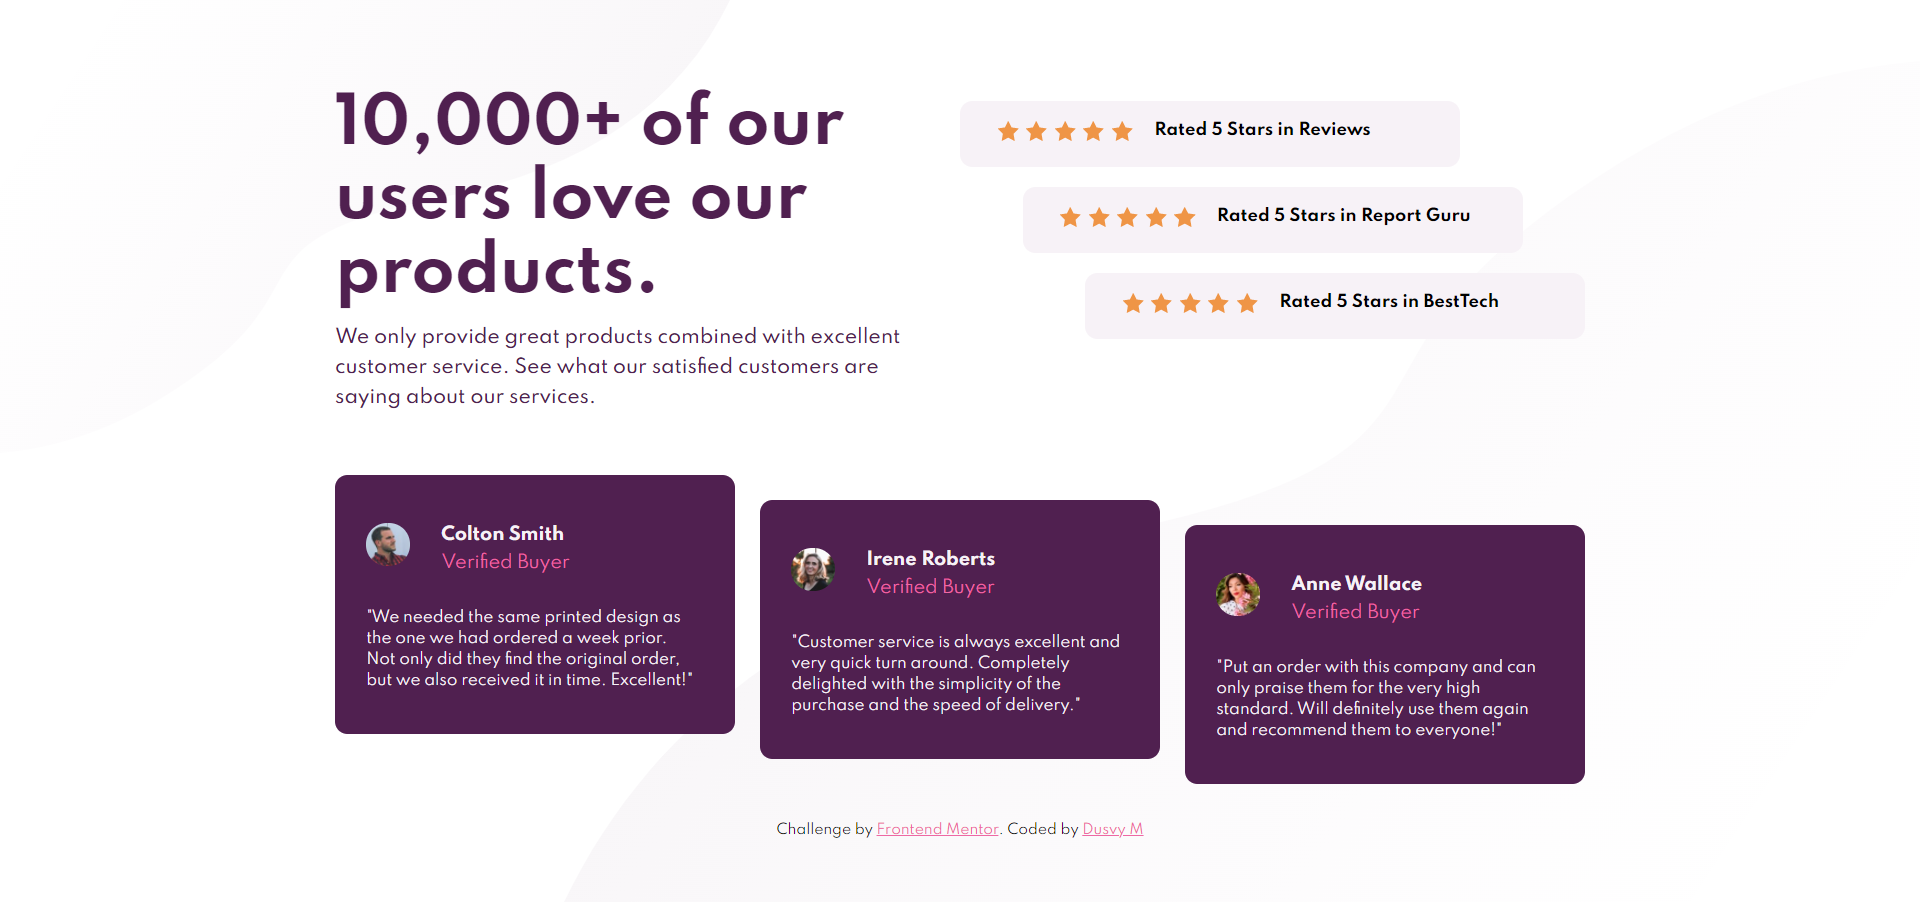 10,000+ of our
users love our
products.
We only provide great products combined with excellent
customer service. See what our satisfied customers are
saying about our services.
Rated 5 Stars in Reviews
Rated 5 Stars in Report Guru
Rated 5 Stars in BestTech
Colton Smith
Verified Buyer
"We needed the same printed design as
the one we had ordered a week prior.
Not only did they find the original order,
but we also received it in time. Excellent!"
Irene Roberts
Verified Buyer
"Customer service is always excellent and
very quick turn around. Completely
delighted with the simplicity of the
purchase and the speed of delivery."
Anne Wallace
Verified Buyer
"Put an order with this company and can
only praise them for the very high
standard. Will definitely use them again
and recommend them to everyone!"
Challenge by Frontend Mentor. Coded by Dusvy M